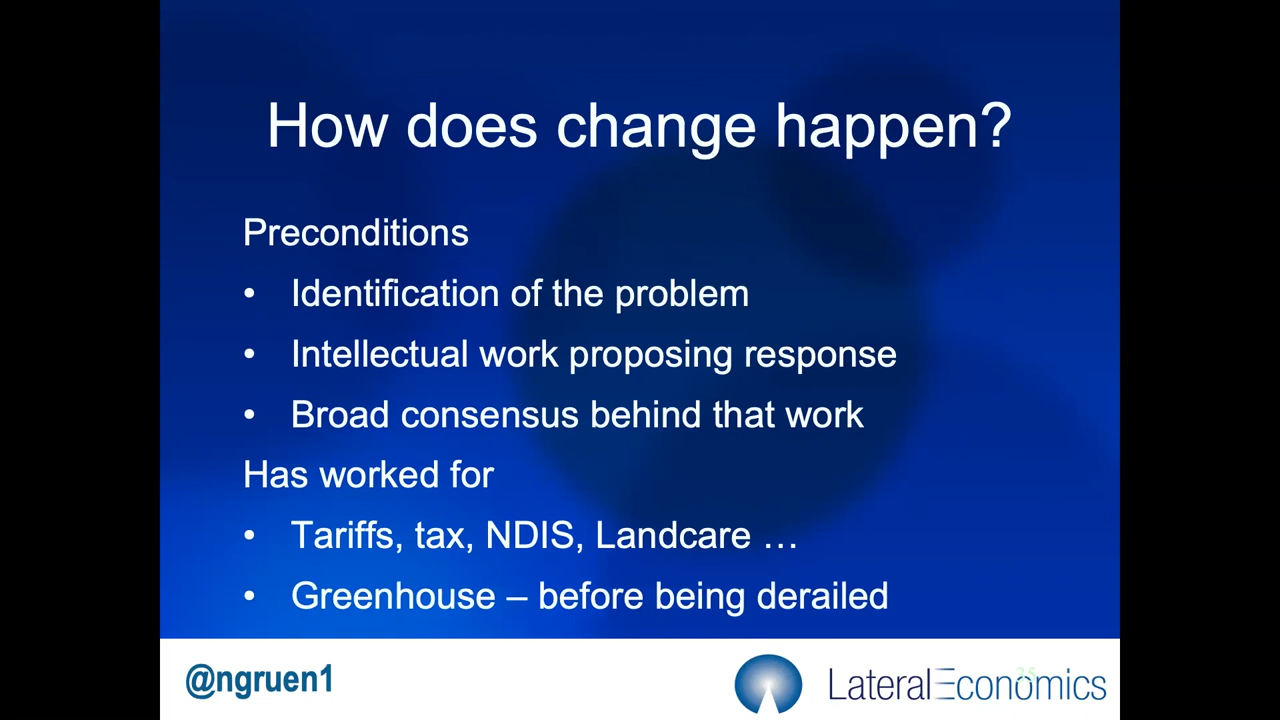 How does change happen?
Preconditions
• Identification of the problem
• Intellectual work proposing response
• Broad consensus behind that work
Has worked for
• Tariffs, tax, NDIS, Landcare …
• Greenhouse – before being derailed
@ngruen1
35
LateralEconomics